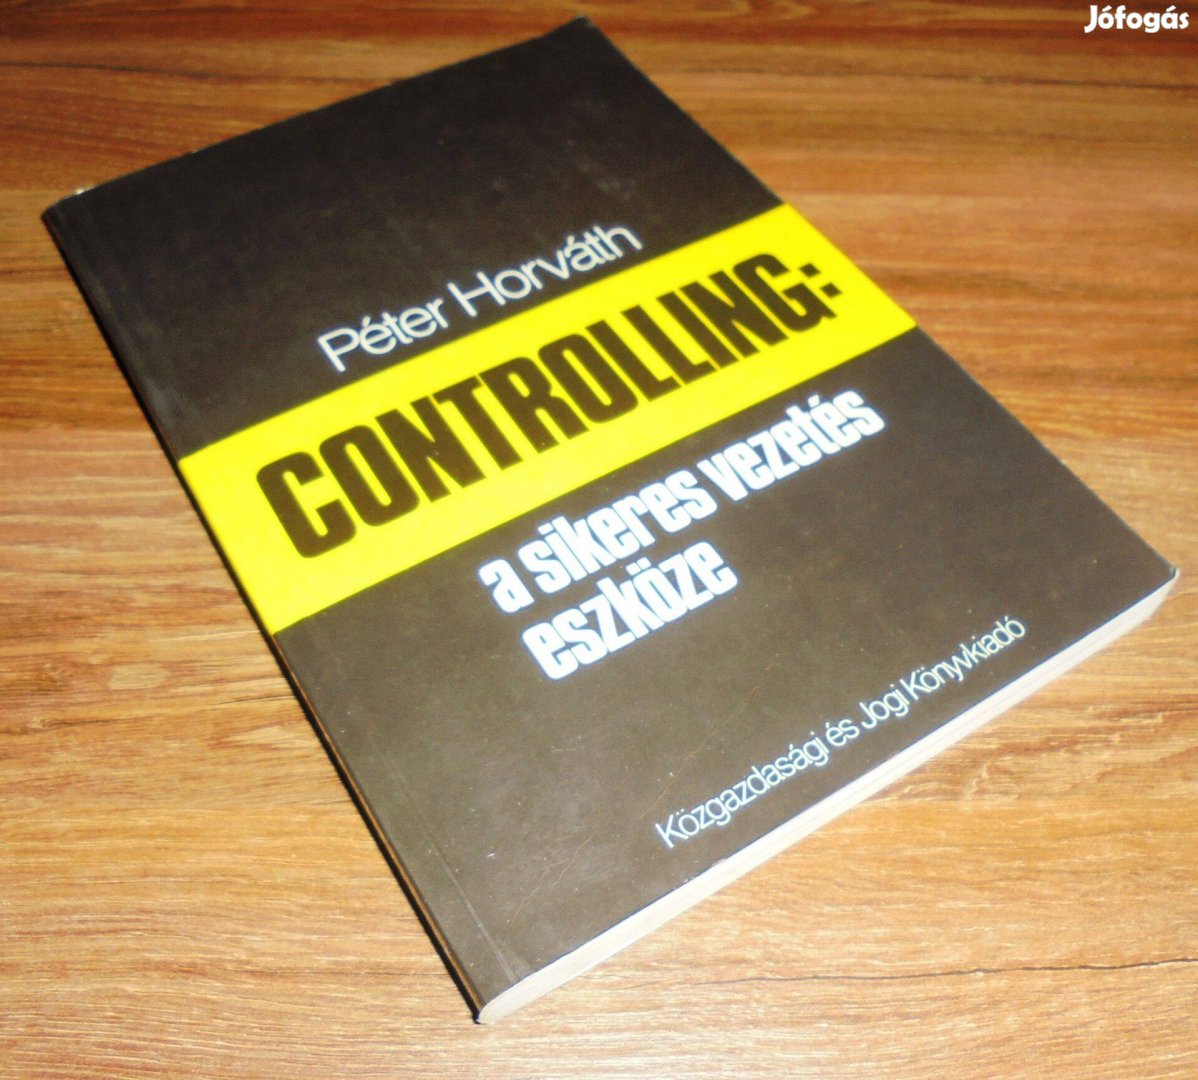 Jófogás
Péter Horváth
CONTROLLING:
a sikeres vezetés
eszköze
Közgazdasági és Jogi Könyvkiadó